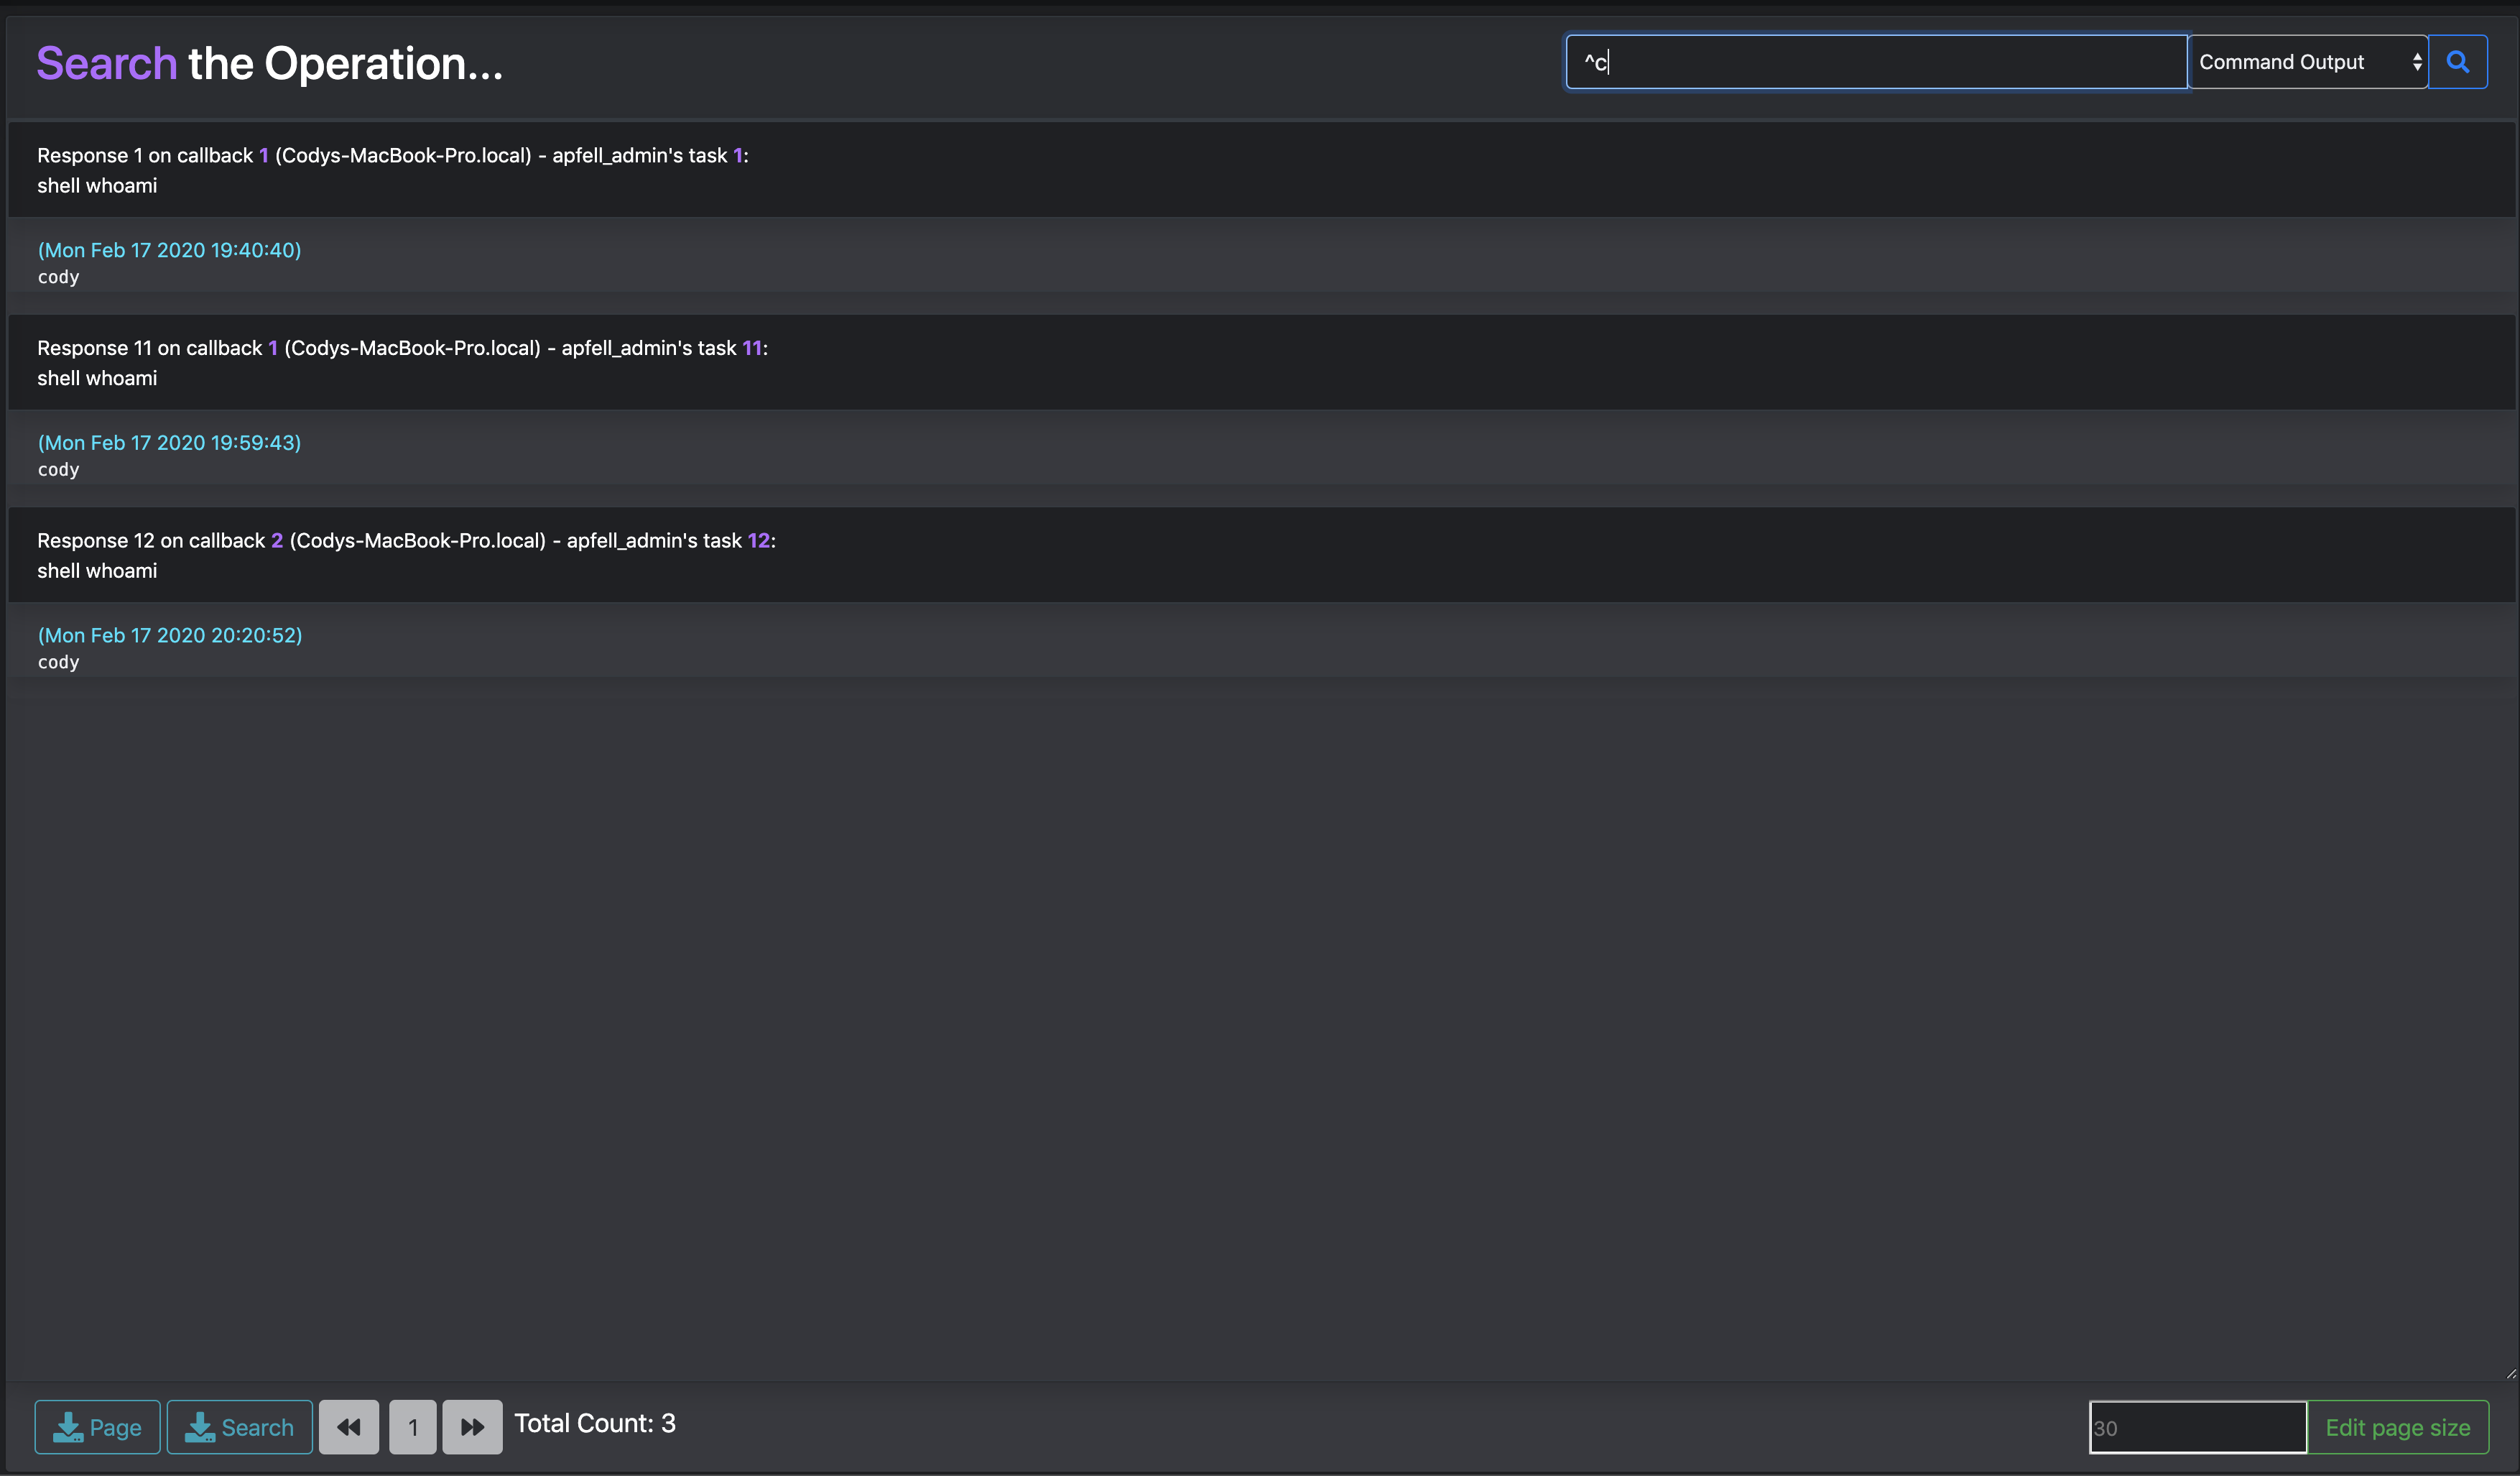 Search the Operation...
^c
Command Output
Response 1 on callback 1 (Codys-MacBook-Pro.local) - apfell_admin's task 1:
shell whoami
(Mon Feb 17 2020 19:40:40)
cody
Response 11 on callback 1 (Codys-MacBook-Pro.local) - apfell_admin's task 11:
shell whoami
(Mon Feb 17 2020 19:59:43)
cody
Response 12 on callback 2 (Codys-MacBook-Pro.local) - apfell_admin's task 12:
shell whoami
(Mon Feb 17 2020 20:20:52)
cody
Page
Search
1
Total Count: 3
30
Edit page size